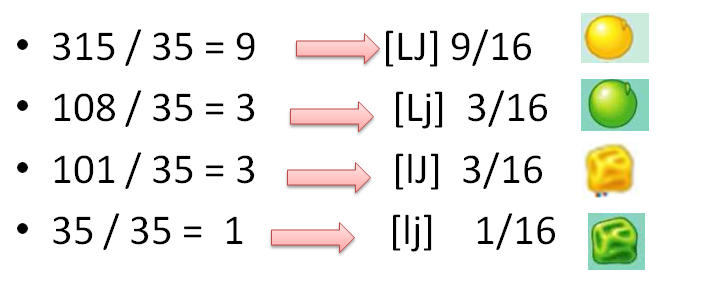 • 315 / 35 = 9 [LJ] 9/16
• 108 / 35 = 3 [Lj] 3/16
• 101 / 35 = 3 [lJ] 3/16
• 35 / 35 = 1 [lj] 1/16